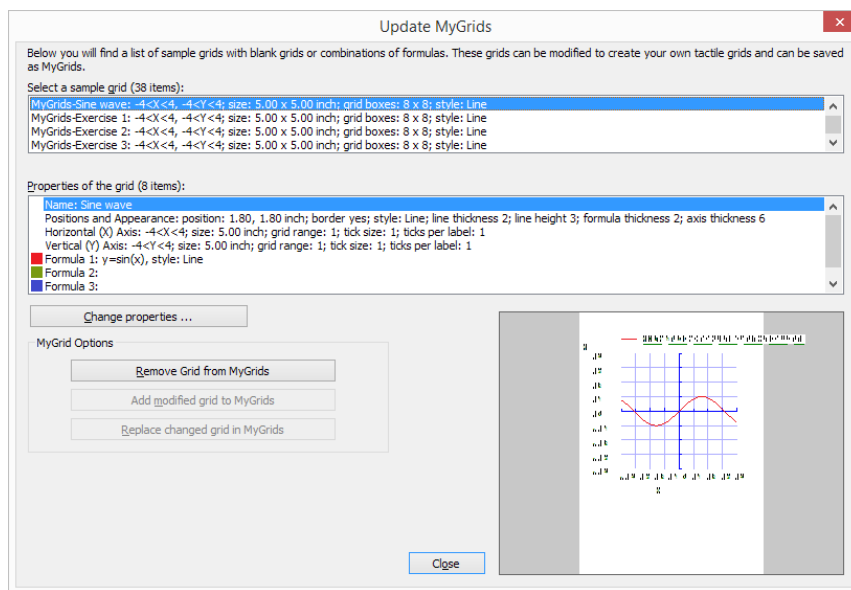 Update MyGrids
Below you will find a list of sample grids with blank grids or combinations of formulas. These grids can be modified to create your own tactile grids and can be saved
as MyGrids.
Select a sample grid (38 items):
MyGrids-Sine wave: -4<X<4, -4<Y<4; size: 5.00 x 5.00 inch; grid boxes: 8 x 8; style: Line
MyGrids-Exercise 1: -4<X<4, -4<Y<4; size: 5.00 x 5.00 inch; grid boxes: 8 x 8; style: Line
MyGrids-Exercise 2: -4<X<4, -4<Y<4; size: 5.00 x 5.00 inch; grid boxes: 8 x 8; style: Line
MyGrids-Exercise 3: -4<X<4, -4<Y<4; size: 5.00 x 5.00 inch; grid boxes: 8 x 8; style: Line
Properties of the grid (8 items):
Name: Sine wave
Positions and Appearance: position: 1.80, 1.80 inch; border yes; style: Line; line thickness 2; line height 3; formula thickness 2; axis thickness 6
Horizontal (X) Axis: -4<X<4; size: 5.00 inch; grid range: 1; tick size: 1; ticks per label: 1
Vertical (Y) Axis: -4<Y<4; size: 5.00 inch; grid range: 1; tick size: 1; ticks per label: 1
Formula 1: y=sin(x), style: Line
Formula 2:
Formula 3:
Change properties ...
MyGrid Options
Remove Grid from MyGrids
Add modified grid to MyGrids
Replace changed grid in MyGrids
Close